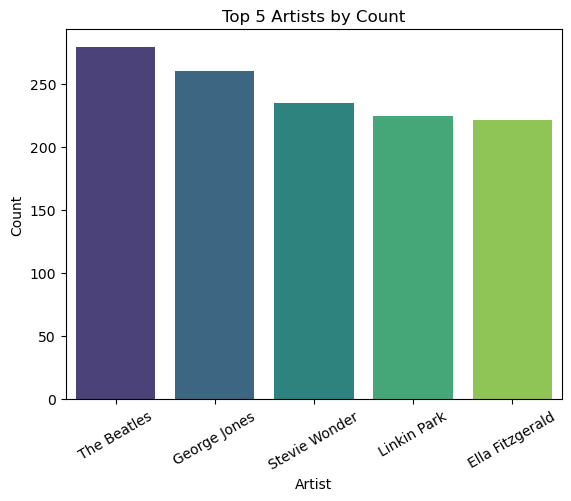 Top 5 Artists by Count
Count
250
200
150
100
50
0
The Beatles
George Jones
Stevie Wonder
Linkin Park
Ella Fitzgerald
Artist